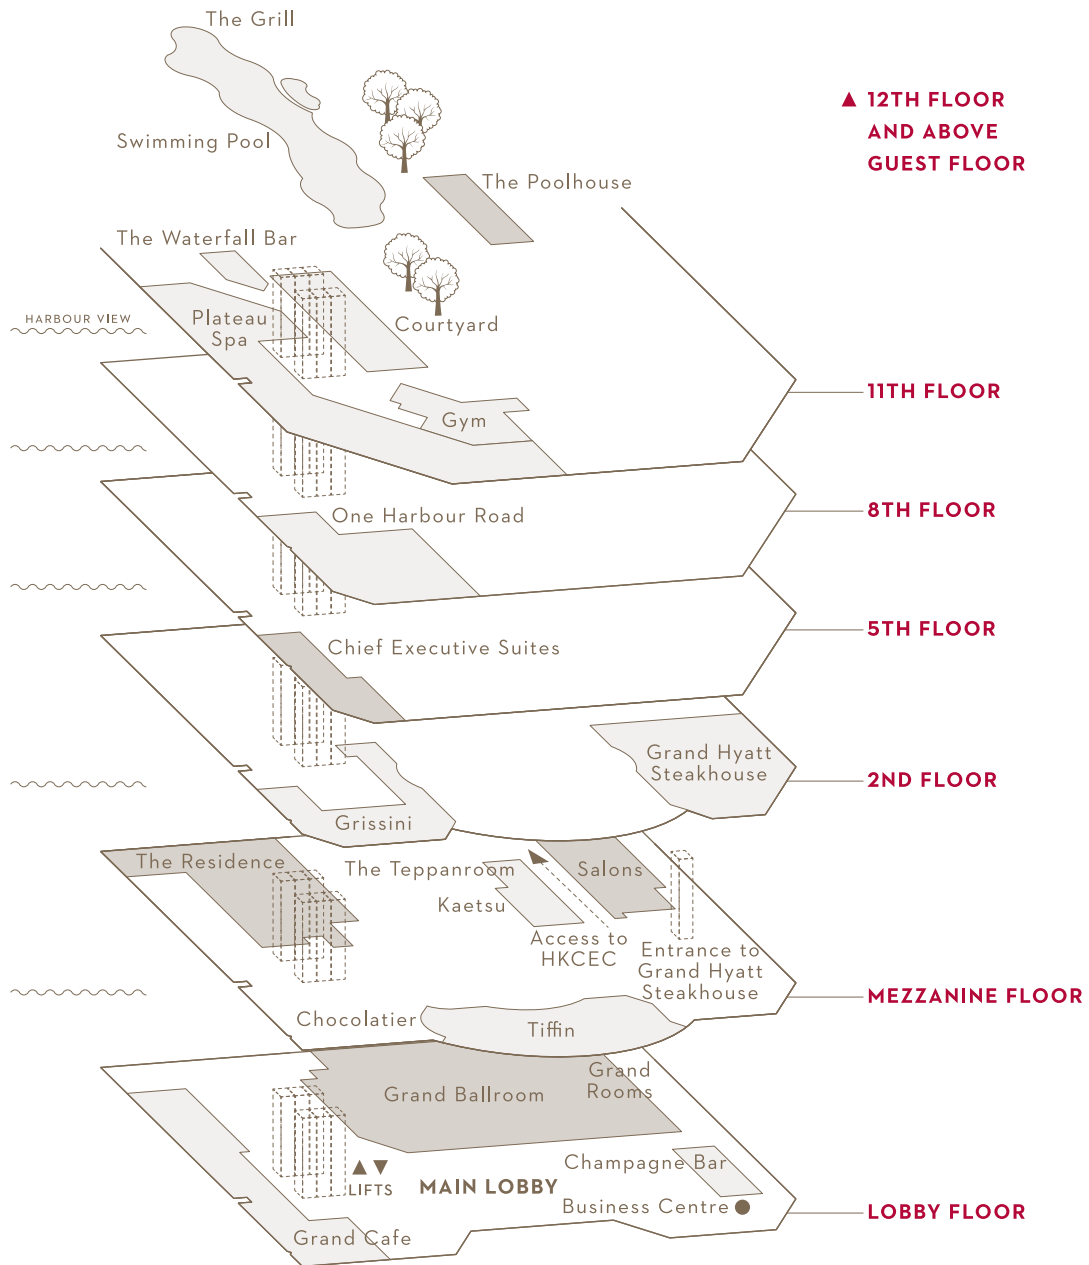 The Grill
▲ 12TH FLOOR
AND ABOVE
GUEST FLOOR
Swimming Pool
The Poolhouse
The Waterfall Bar
HARBOUR VIEW
Plateau
Spa
Courtyard
11TH FLOOR
Gym
8TH FLOOR
One Harbour Road
5TH FLOOR
Chief Executive Suites
Grand Hyatt
Steakhouse
2ND FLOOR
Grissini
The Residence
The Teppanroom
Salons
Kaetsu
Access to
HKCEC
Entrance to
Grand Hyatt
Steakhouse
MEZZANINE FLOOR
Chocolatier
Tiffin
Grand Ballroom
Grand
Rooms
Champagne Bar
▲▼
LIFTS
MAIN LOBBY
Business Centre
LOBBY FLOOR
Grand Cafe